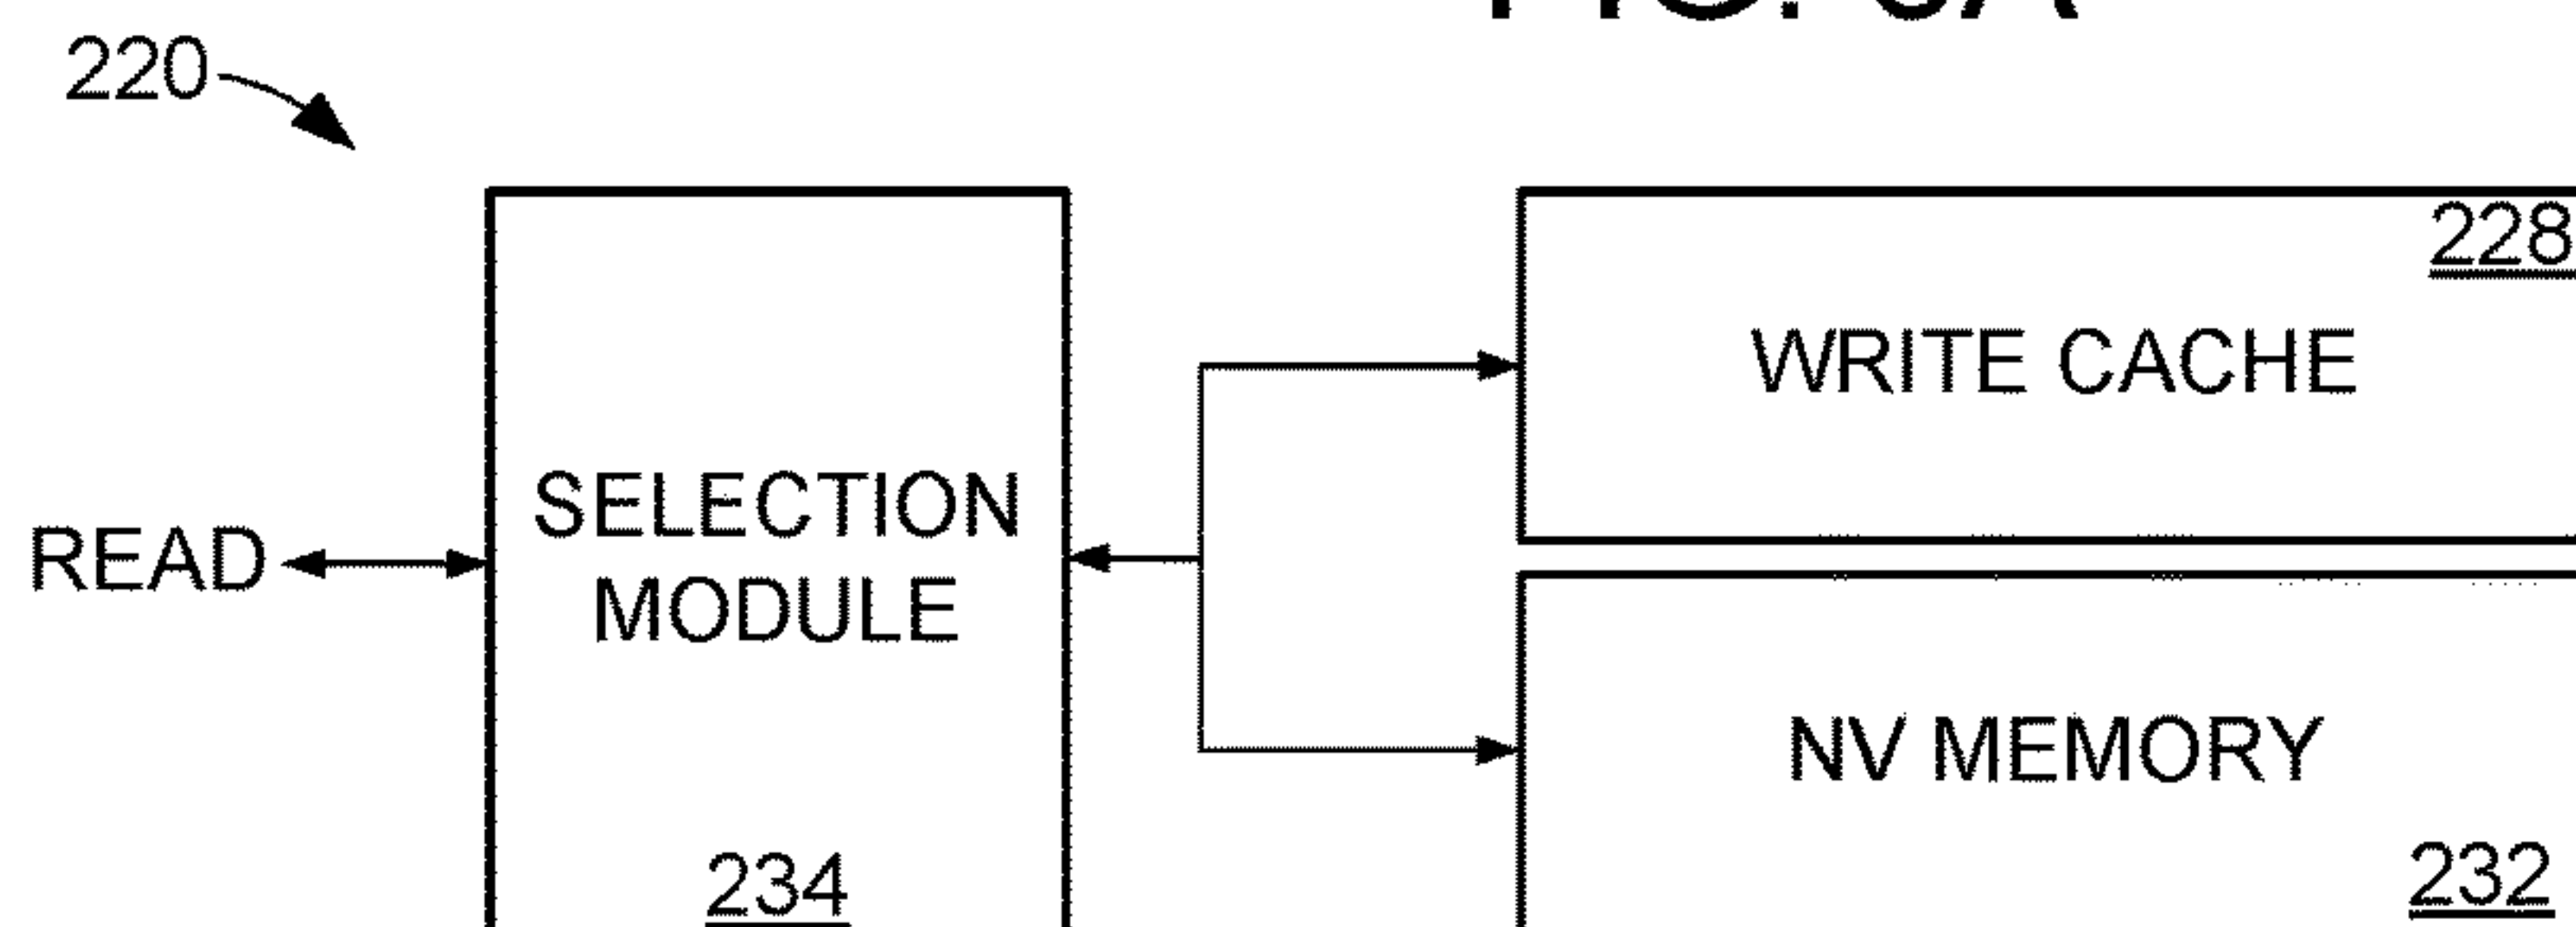 220
228
WRITE CACHE
SELECTION
MODULE
READ
NV MEMORY
234
232